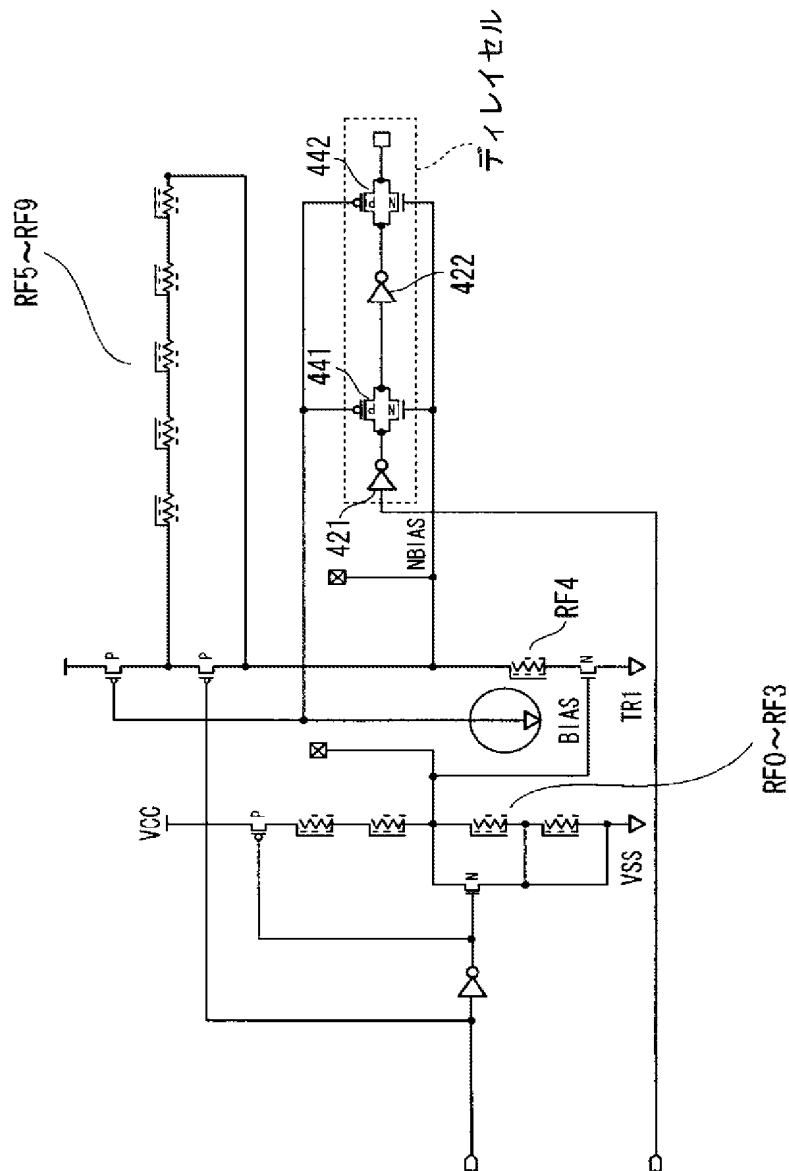 RF5〜RF9
ディレイセル
442
P
N
422
441
P
N
421
NBIAS
RF4
P
P
N
BIAS
TR1
RF0〜RF3
VCC
P
N
VSS